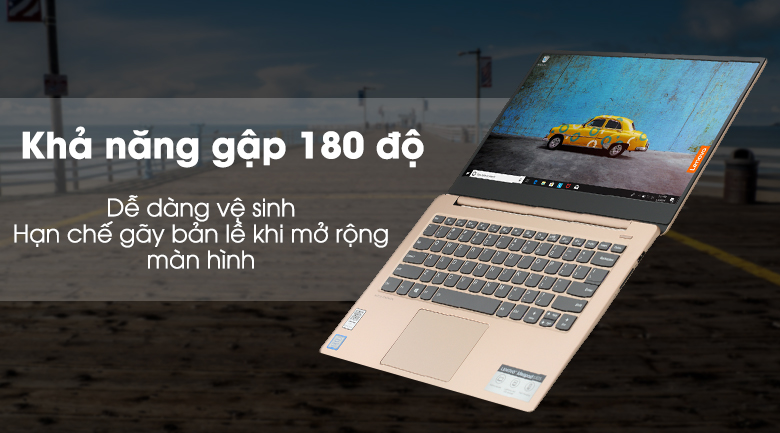 Khả năng gập 180 độ
Dễ dàng vệ sinh
Hạn chế gãy bản lề khi mở rộng
màn hình
Lenovo